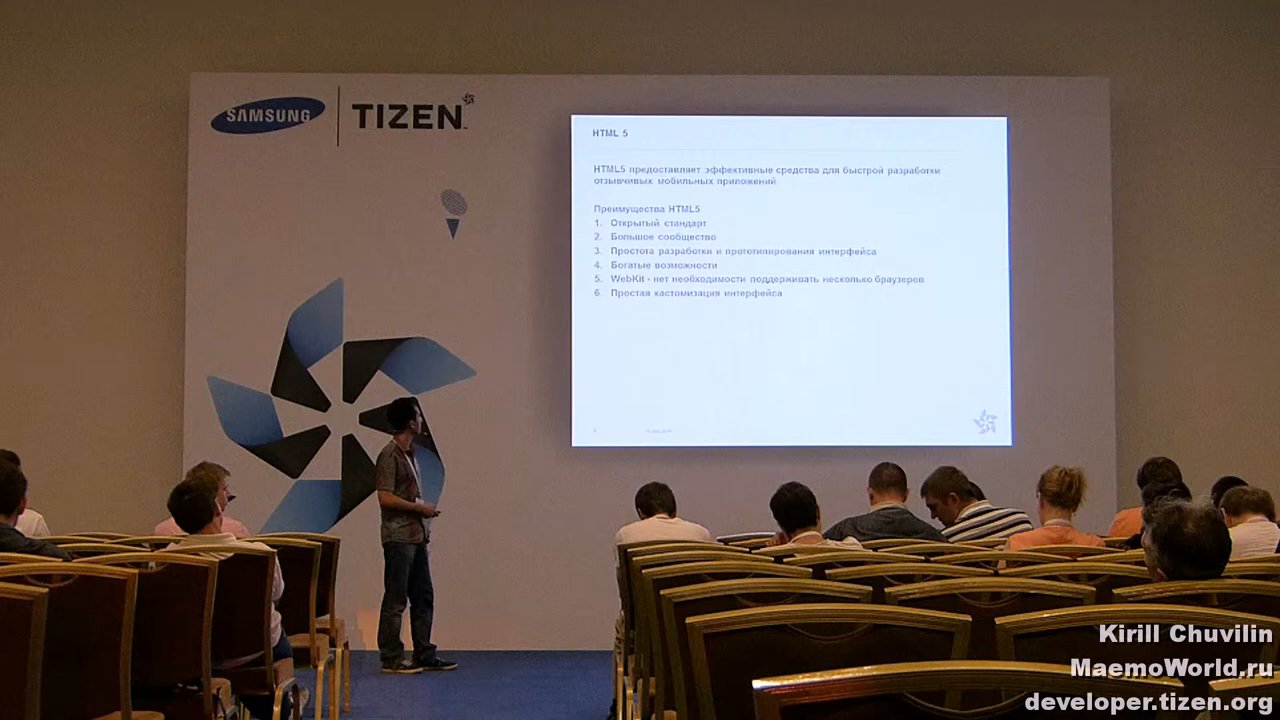 SAMSUNG
TIZEN™
HTML 5
HTML5 предоставляет эффективные средства для быстрой разработки
отзывчивых мобильных приложений
Преимущества HTML5
1. Открытый стандарт
2. Большое сообщество
3. Простота разработки и прототипирования интерфейса
4. Богатые возможности
5. WebKit - нет необходимости поддерживать несколько браузеров
6. Простая кастомизация интерфейса
Kirill Chuvilin
MaemoWorld.ru
developer.tizen.org